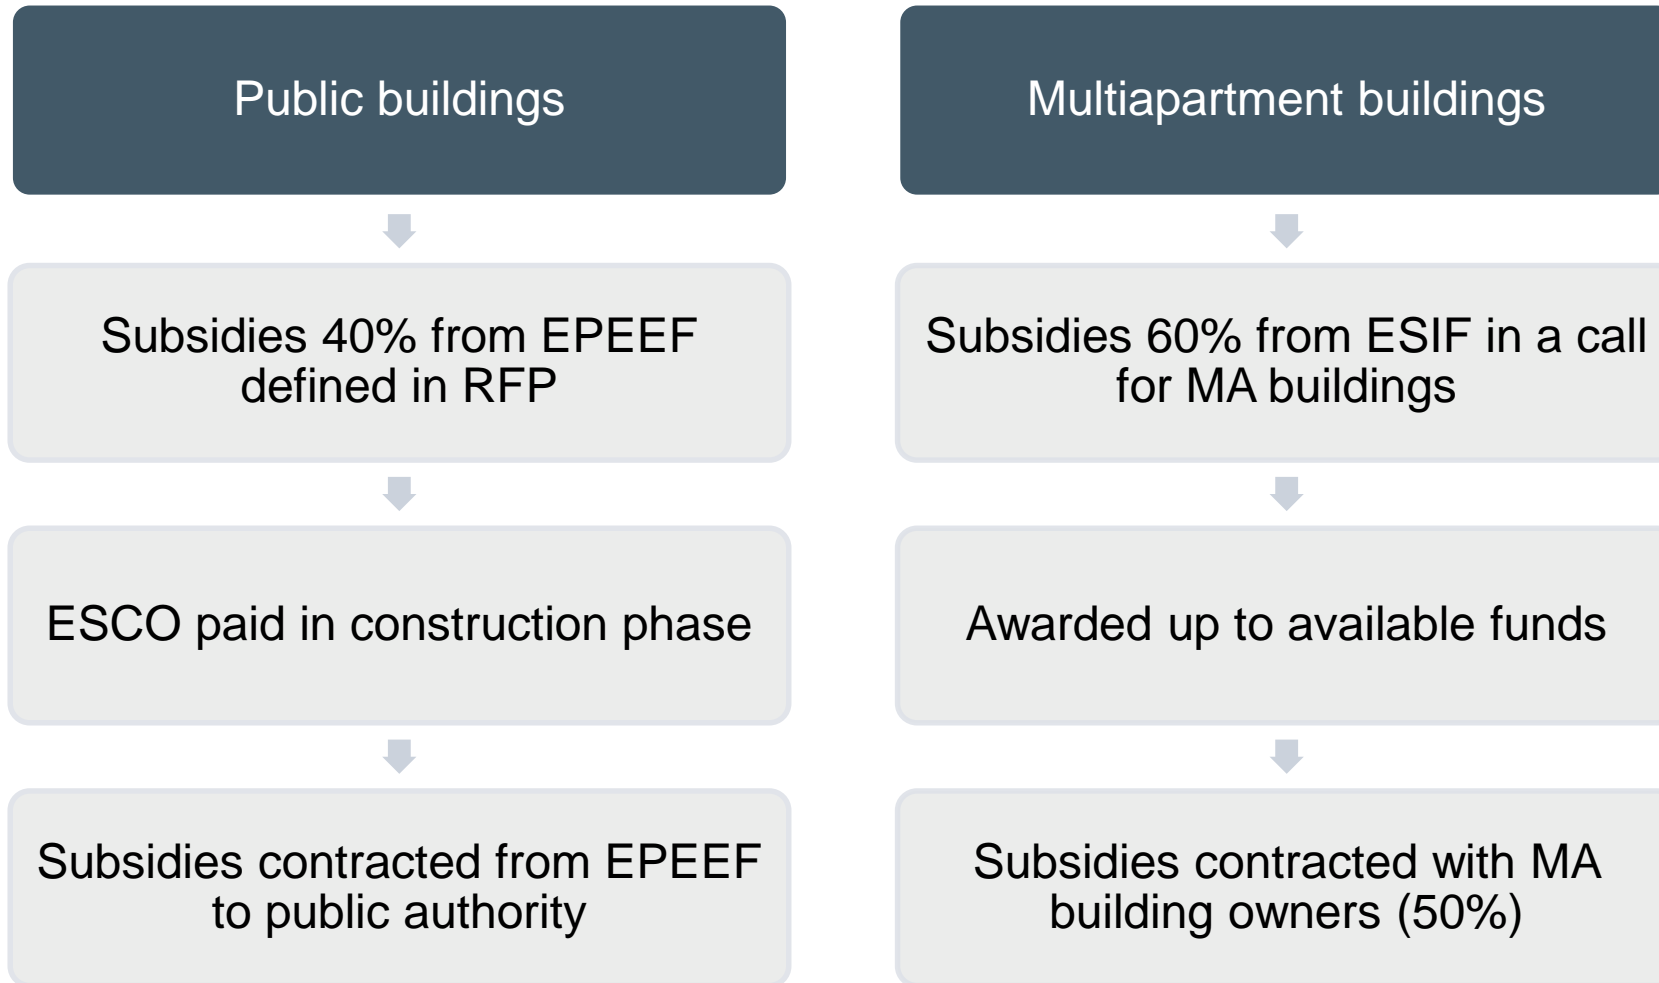 Public buildings
Subsidies 40% from EPEEF
defined in RFP
ESCO paid in construction phase
Subsidies contracted from EPEEF
to public authority
Multiapartment buildings
Subsidies 60% from ESIF in a call
for MA buildings
Awarded up to available funds
Subsidies contracted with MA
building owners (50%)